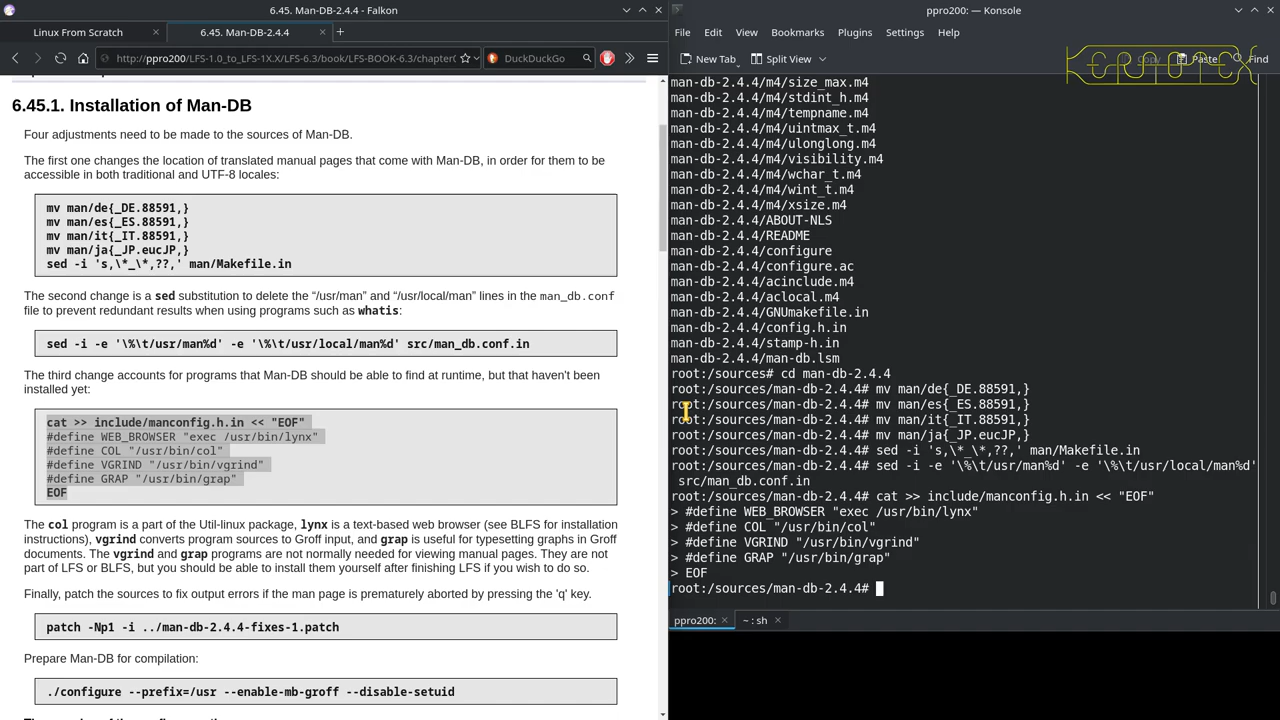 6.45. Man-DB-2.4.4 - Falkon
Linux From Scratch
6.45. Man-DB-2.4.4
http://ppro200/LFS-1.0_to_LFS-1X.X/LFS-6.3/book/LFS-BOOK-6.3/chapter(
DuckDuckGo
6.45.1. Installation of Man-DB
Four adjustments need to be made to the sources of Man-DB.
The first one changes the location of translated manual pages that come with Man-DB, in order for them to be
accessible in both traditional and UTF-8 locales:
mv man/de{_DE.88591,}
mv man/es{_ES.88591,}
mv man/it{_IT.88591,}
mv man/ja{_JP.eucJP,}
sed -i 's,\*_\*,??,' man/Makefile.in
The second change is a sed substitution to delete the “/usr/man” and “/usr/local/man” lines in the man_db.conf
file to prevent redundant results when using programs such as whatis:
sed -i -e '\%\t/usr/man%d' -e '\%\t/usr/local/man%d' src/man_db.conf.in
The third change accounts for programs that Man-DB should be able to find at runtime, but that haven't been
installed yet:
cat >> include/manconfig.h.in << "EOF"
#define WEB_BROWSER "exec /usr/bin/lynx"
#define COL "/usr/bin/col"
#define VGRIND "/usr/bin/vgrind"
#define GRAP "/usr/bin/grap"
EOF
The col program is a part of the Util-linux package, lynx is a text-based web browser (see BLFS for installation
instructions), vgrind converts program sources to Groff input, and grap is useful for typesetting graphs in Groff
documents. The vgrind and grap programs are not normally needed for viewing manual pages. They are not
part of LFS or BLFS, but you should be able to install them yourself after finishing LFS if you wish to do so.
Finally, patch the sources to fix output errors if the man page is prematurely aborted by pressing the 'q' key.
patch -Np1 -i ../man-db-2.4.4-fixes-1.patch
Prepare Man-DB for compilation:
./configure --prefix=/usr --enable-mb-groff --disable-setuid
ppro200: — Konsole
File Edit View Bookmarks Plugins Settings Help
New Tab Split View Copy Paste Find
man-db-2.4.4/m4/size_max.m4
man-db-2.4.4/m4/stdint_h.m4
man-db-2.4.4/m4/tempname.m4
man-db-2.4.4/m4/uintmax_t.m4
man-db-2.4.4/m4/ulonglong.m4
man-db-2.4.4/m4/visibility.m4
man-db-2.4.4/m4/wchar_t.m4
man-db-2.4.4/m4/wint_t.m4
man-db-2.4.4/m4/xsize.m4
man-db-2.4.4/ABOUT-NLS
man-db-2.4.4/README
man-db-2.4.4/configure
man-db-2.4.4/configure.ac
man-db-2.4.4/acinclude.m4
man-db-2.4.4/aclocal.m4
man-db-2.4.4/GNUmakefile.in
man-db-2.4.4/config.h.in
man-db-2.4.4/stamp-h.in
man-db-2.4.4/man-db.lsm
root:/sources# cd man-db-2.4.4
root:/sources/man-db-2.4.4# mv man/de{_DE.88591,}
root:/sources/man-db-2.4.4# mv man/es{_ES.88591,}
root:/sources/man-db-2.4.4# mv man/it{_IT.88591,}
root:/sources/man-db-2.4.4# mv man/ja{_JP.eucJP,}
root:/sources/man-db-2.4.4# sed -i 's,\*_\*,??,' man/Makefile.in
root:/sources/man-db-2.4.4# sed -i -e '\%\t/usr/man%d' -e '\%\t/usr/local/man%d'
src/man_db.conf.in
root:/sources/man-db-2.4.4# cat >> include/manconfig.h.in << "EOF"
> #define WEB_BROWSER "exec /usr/bin/lynx"
> #define COL "/usr/bin/col"
> #define VGRIND "/usr/bin/vgrind"
> #define GRAP "/usr/bin/grap"
> EOF
root:/sources/man-db-2.4.4#
ppro200:
~ : sh